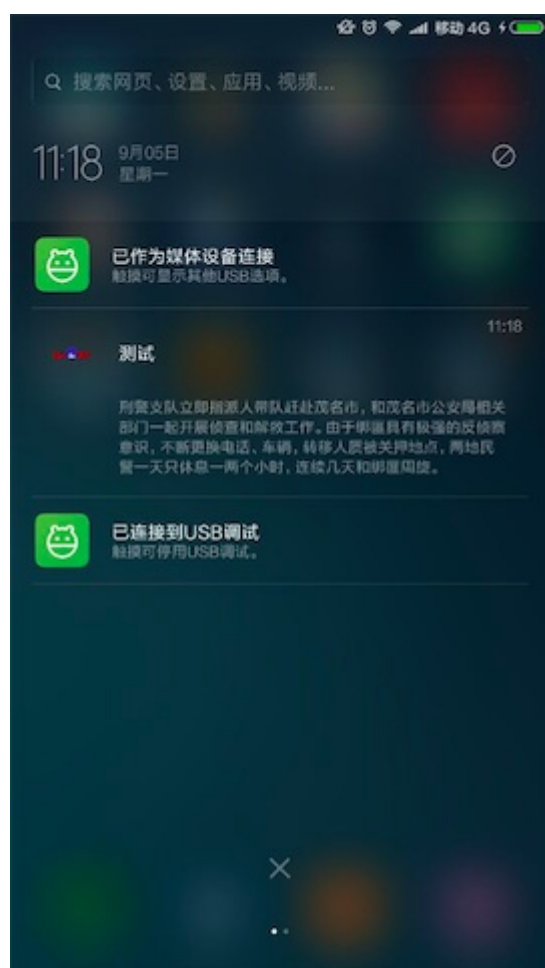 移动 4G
搜索网页、设置、应用、视频...
11:18
9月05日
星期一
已作为媒体设备连接
触摸可显示其他USB选项。
11:18
测试
刑警支队立即指派人带队赶赴茂名市，和茂名市公安局相关
部门一起开展侦查和解救工作。由于绑匪具有极强的反侦察
意识，不断更换电话、车辆，转移人质被关押地点，两地民
警一天只休息一两个小时，连续几天和绑匪周旋。
已连接到USB调试
触摸可停用USB调试。